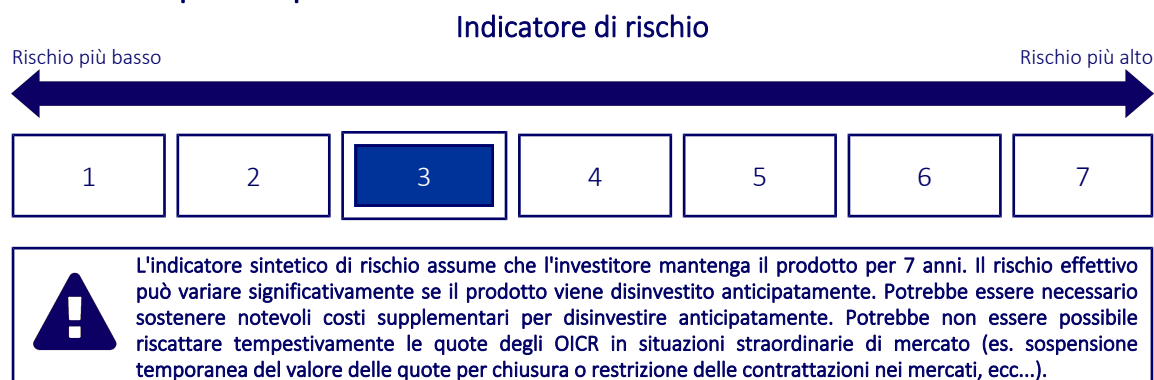 Indicatore di rischio
Rischio più basso
Rischio più alto
1
2
3
4
5
6
7
L'indicatore sintetico di rischio assume che l'investitore mantenga il prodotto per 7 anni. Il rischio effettivo
può variare significativamente se il prodotto viene disinvestito anticipatamente. Potrebbe essere necessario
sostenere notevoli costi supplementari per disinvestire anticipatamente. Potrebbe non essere possibile
riscattare tempestivamente le quote degli OICR in situazioni straordinarie di mercato (es. sospensione
temporanea del valore delle quote per chiusura o restrizione delle contrattazioni nei mercati, ecc...).